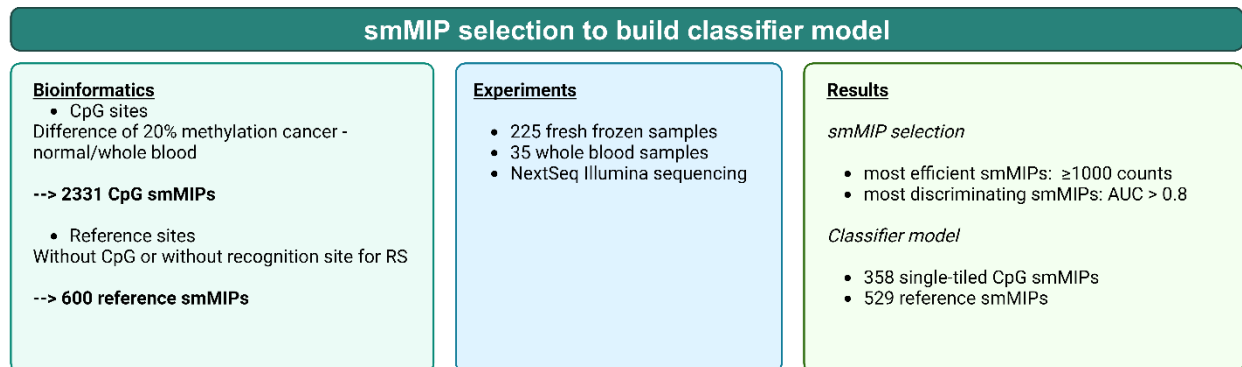 smMIP selection to build classifier model
Bioinformatics
• CpG sites
Difference of 20% methylation cancer -
normal/whole blood
--> 2331 CpG smMIPs
• Reference sites
Without CpG or without recognition site for RS
--> 600 reference smMIPs
Experiments
• 225 fresh frozen samples
• 35 whole blood samples
• NextSeq Illumina sequencing
Results
smMIP selection
• most efficient smMIPs: ≥1000 counts
• most discriminating smMIPs: AUC > 0.8
Classifier model
• 358 single-tiled CpG smMIPs
• 529 reference smMIPs